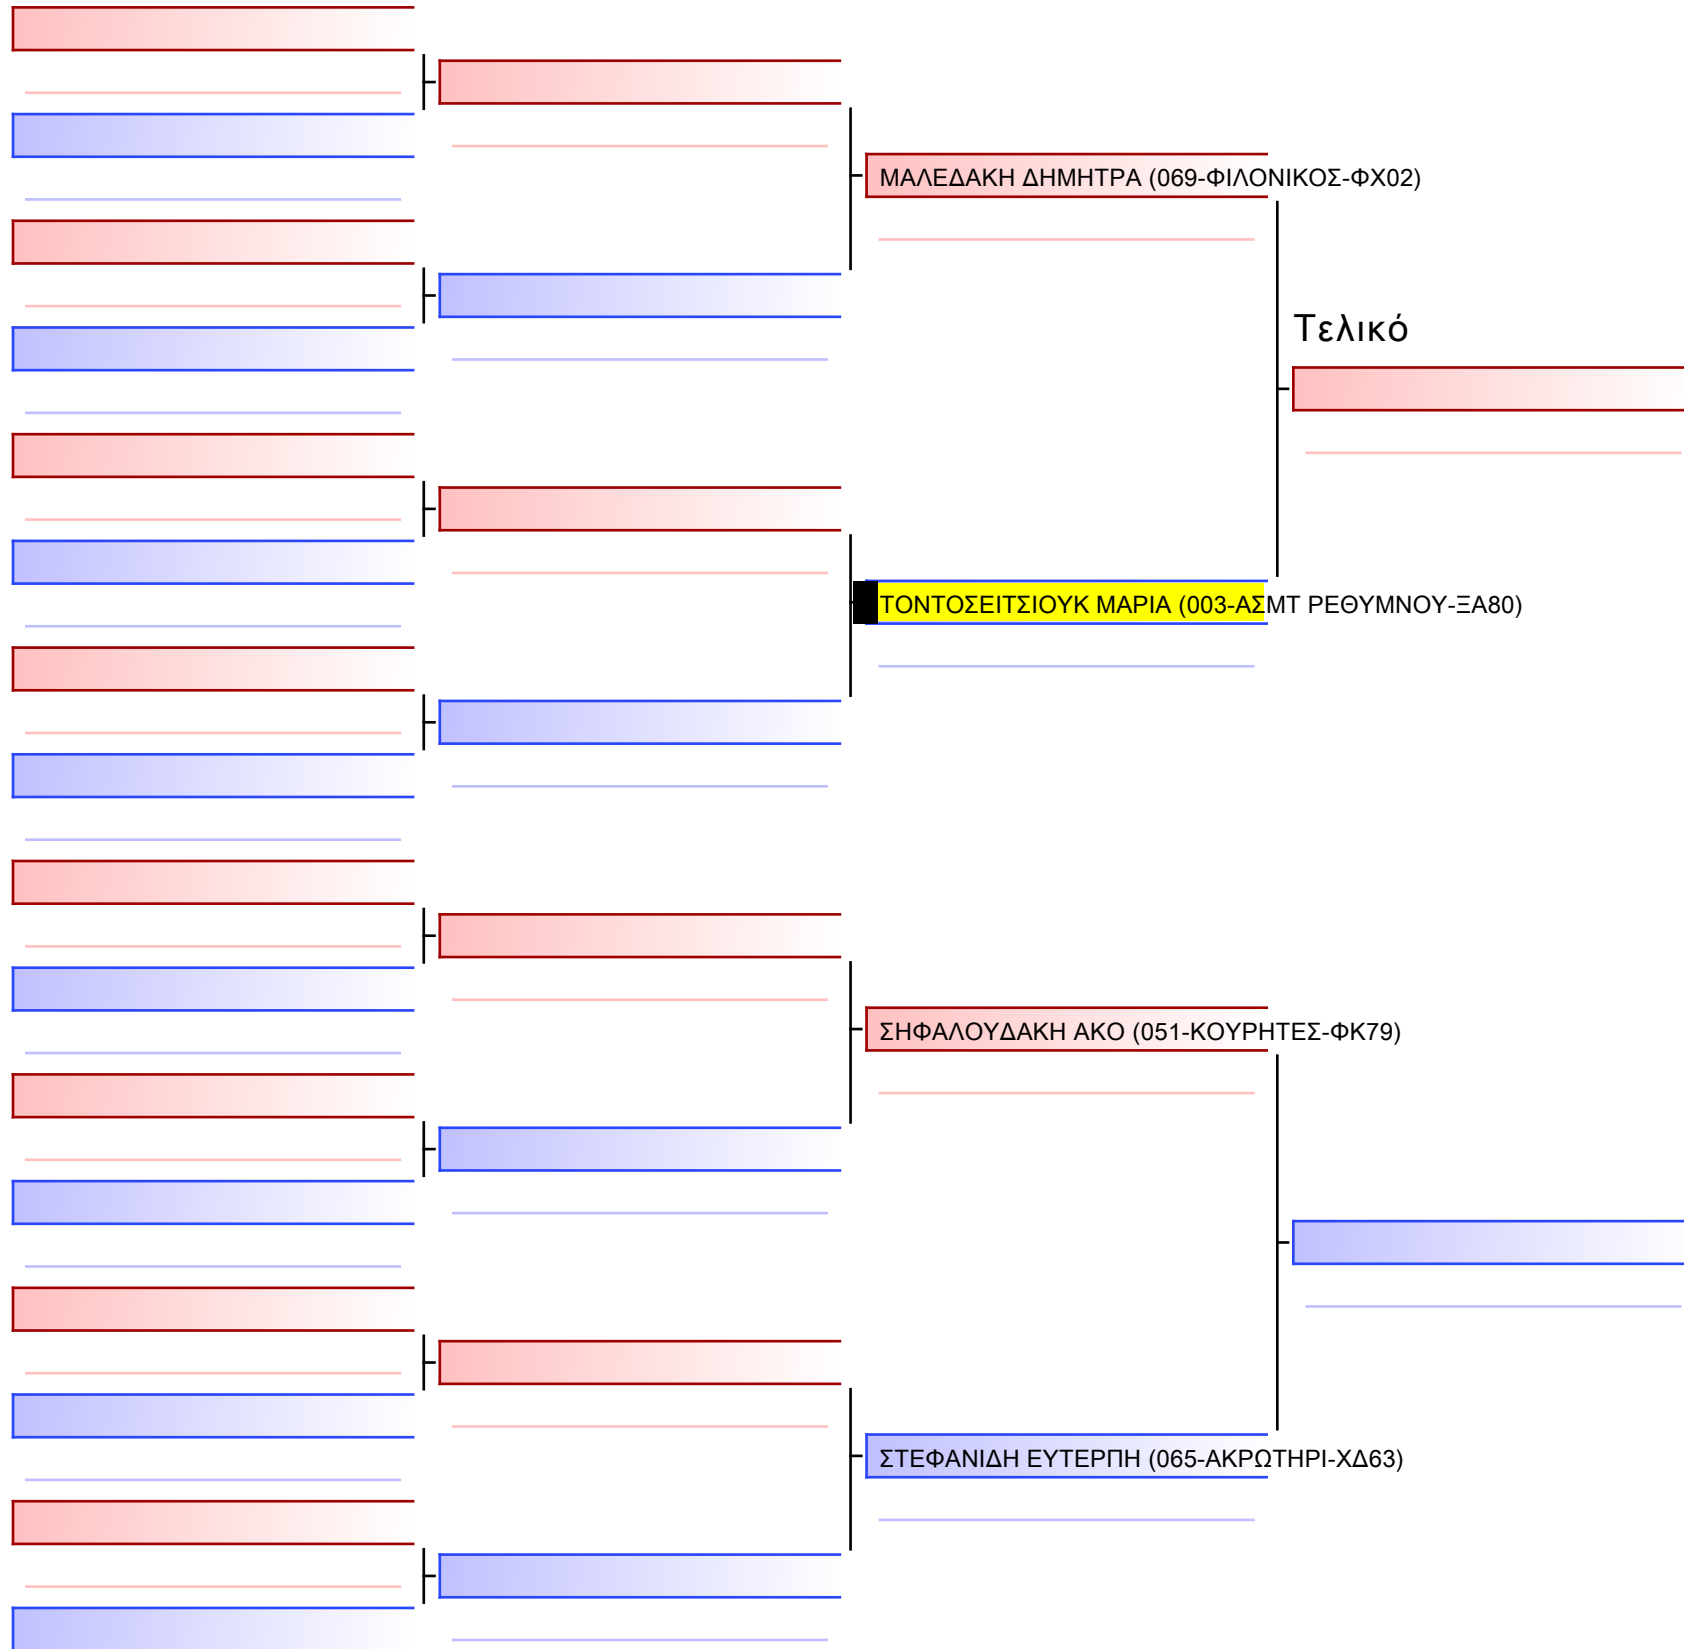 ΜΑΛΕΔΑΚΗ ΔΗΜΗΤΡΑ (069-ΦΙΛΟΝΙΚΟΣ-ΦΧ02)
Τελικό
ΤΟΝΤΟΣΕΙΤΣΙΟΥΚ ΜΑΡΙΑ (003-ΑΣΜΤ ΡΕΘΥΜΝΟΥ-ΞΑ80)
ΣΗΦΑΛΟΥΔΑΚΗ ΑΚΟ (051-ΚΟΥΡΗΤΕΣ-ΦΚ79)
ΣΤΕΦΑΝΙΔΗ ΕΥΤΕΡΠΗ (065-ΑΚΡΩΤΗΡΙ-ΧΔ63)